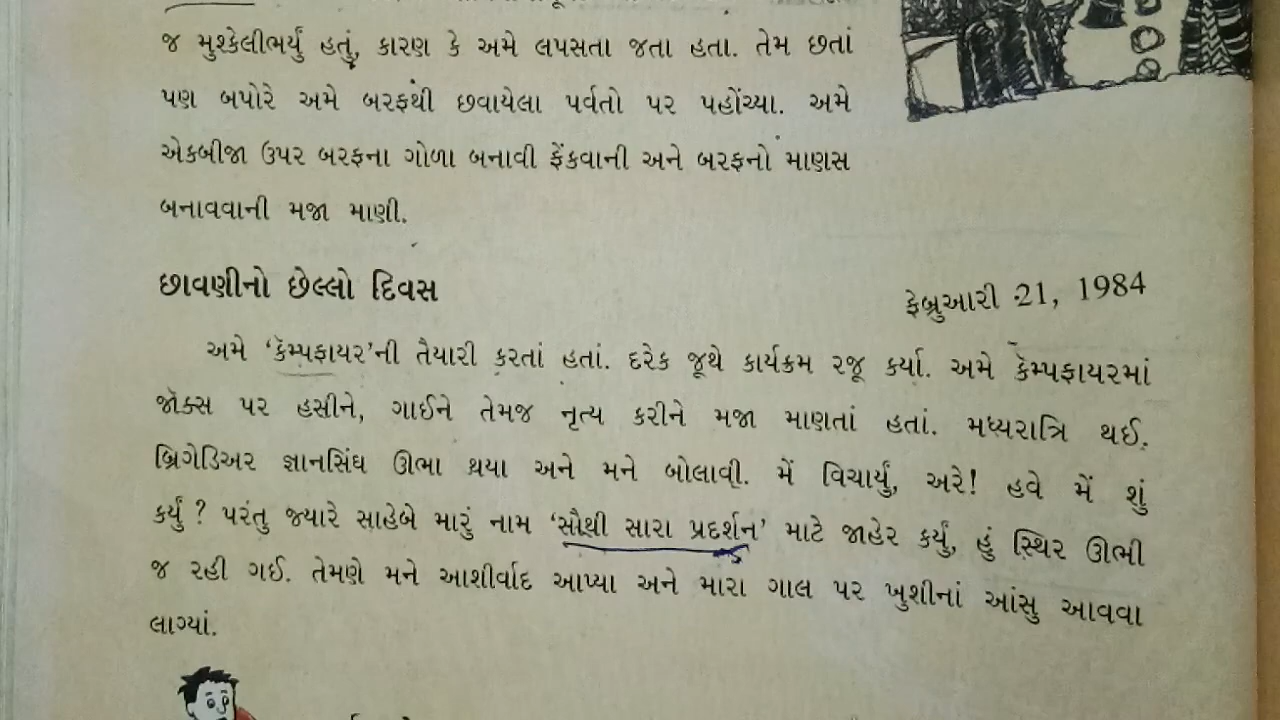 જ મુશ્કેલીભર્યું હતું, કારણ કે અમે લપસતા જતા હતા. તેમ છતાં
પણ બપોરે અમે બરફથી છવાયેલા પર્વતો પર પહોંચ્યા. અમે
એકબીજા ઉપર બરફના ગોળા બનાવી ફેંકવાની અને બરફનો માણસ
બનાવવાની મજા માણી.
છાવણીનો છેલ્લો દિવસ
ફેબ્રુઆરી 21, 1984
અમે ‘કૅમ્પફાયર’ની તૈયારી કરતાં હતાં. દરેક જૂથે કાર્યક્રમ રજૂ કર્યા. અમે કૅમ્પફાયરમાં
જૉક્સ પર હસીને, ગાઈને તેમજ નૃત્ય કરીને મજા માણતાં હતાં. મધ્યરાત્રિ થઈ.
બ્રિગેડિઅર જ્ઞાનસિંઘ ઊભા થયા અને મને બોલાવી. મેં વિચાર્યું, અરે! હવે મેં શું
કર્યું ? પરંતુ જ્યારે સાહેબે મારું નામ ‘સૌથી સારા પ્રદર્શન’ માટે જાહેર કર્યું, હું સ્થિર ઊભી
જ રહી ગઈ. તેમણે મને આશીર્વાદ આપ્યા અને મારા ગાલ પર ખુશીનાં આંસુ આવવા
લાગ્યાં.